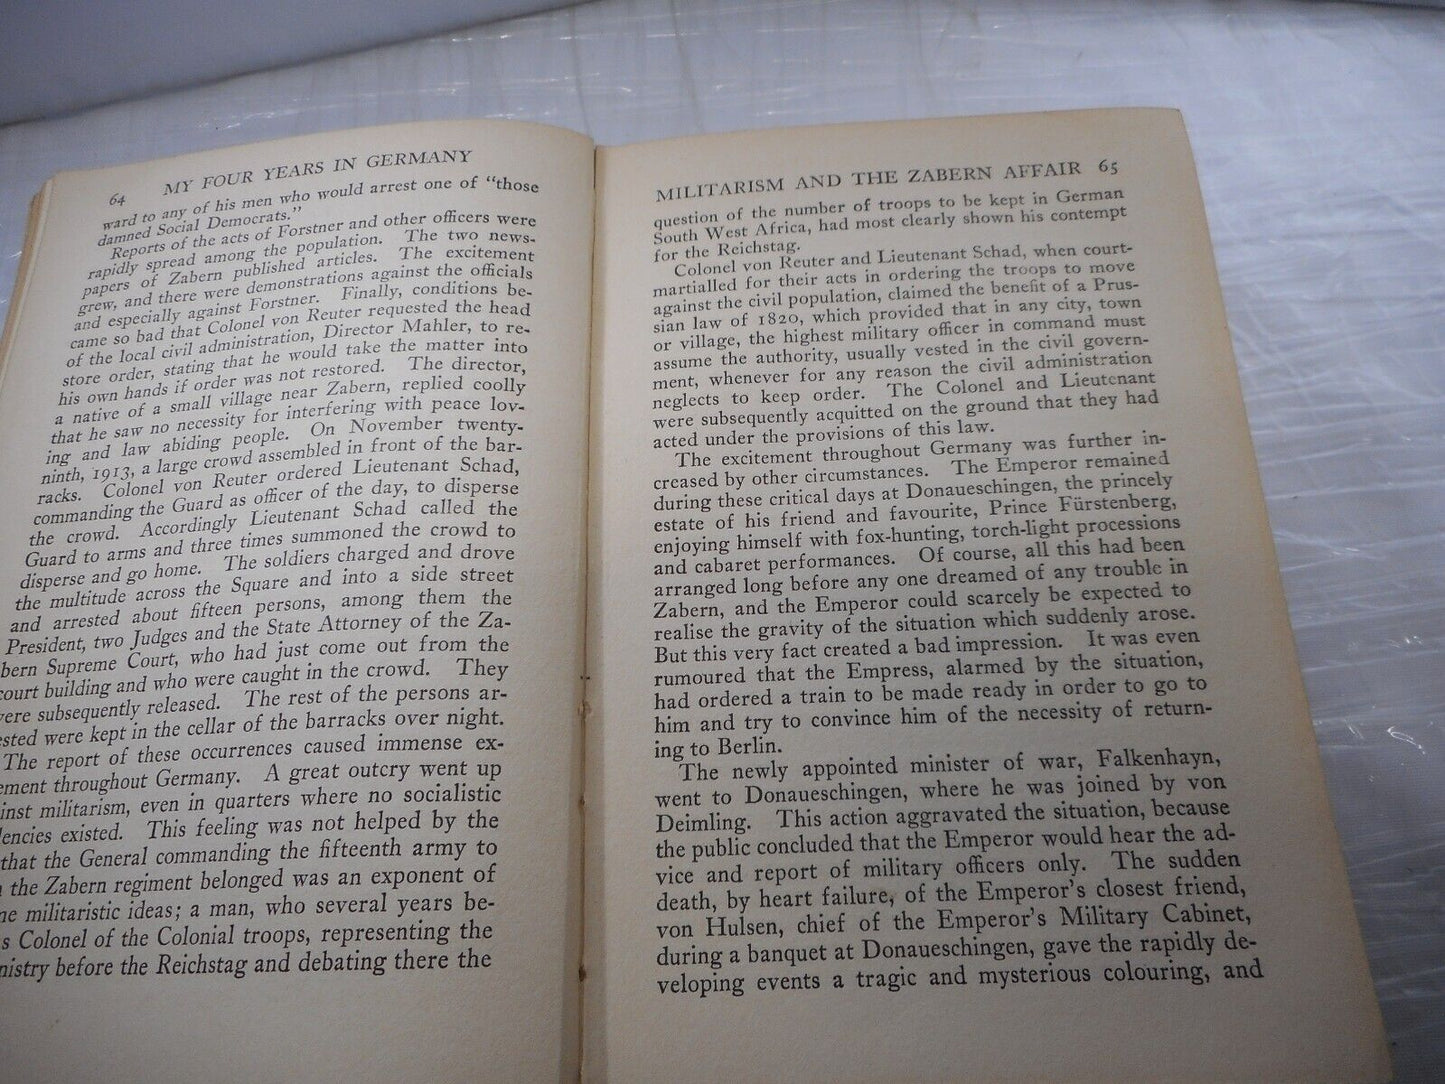 64 MY FOUR YEARS IN GERMANY
ward to any of his men who would arrest one of "those
damned Social Democrats."
Reports of the acts of Forstner and other officers were
rapidly spread among the population. The two news-
papers of Zabern published articles. The excitement
grew, and there were demonstrations against the officials
and especially against Forstner. Finally, conditions be-
came so bad that Colonel von Reuter requested the head
of the local civil administration, Director Mahler, to re-
store order, stating that he would take the matter into
his own hands if order was not restored. The director,
a native of a small village near Zabern, replied coolly
that he saw no necessity for interfering with peace lov-
ing and law abiding people. On November twenty-
ninth, 1913, a large crowd assembled in front of the bar-
racks. Colonel von Reuter ordered Lieutenant Schad,
commanding the Guard as officer of the day, to disperse
the crowd. Accordingly Lieutenant Schad called the
Guard to arms and three times summoned the crowd to
disperse and go home. The soldiers charged and drove
the multitude across the Square and into a side street
and arrested about fifteen persons, among them the
President, two Judges and the State Attorney of the Za-
bern Supreme Court, who had just come out from the
court building and who were caught in the crowd. They
were subsequently released. The rest of the persons ar-
ested were kept in the cellar of the barracks over night.
The report of these occurrences caused immense ex-
ement throughout Germany. A great outcry went up
inst militarism, even in quarters where no socialistic
dencies existed. This feeling was not helped by the
that the General commanding the fifteenth army to
the Zabern regiment belonged was an exponent of
militaristic ideas; a man, who several years be-
s Colonel of the Colonial troops, representing the
nistry before the Reichstag and debating there the
MILITARISM AND THE ZABERN AFFAIR 65
question of the number of troops to be kept in German
South West Africa, had most clearly shown his contempt
for the Reichstag.
Colonel von Reuter and Lieutenant Schad, when court-
martialled for their acts in ordering the troops to move
against the civil population, claimed the benefit of a Prus-
sian law of 1820, which provided that in any city, town
or village, the highest military officer in command must
assume the authority, usually vested in the civil govern-
ment, whenever for any reason the civil administration
neglects to keep order. The Colonel and Lieutenant
were subsequently acquitted on the ground that they had
acted under the provisions of this law.
The excitement throughout Germany was further in-
creased by other circumstances. The Emperor remained
during these critical days at Donaueschingen, the princely
estate of his friend and favourite, Prince Fürstenberg,
enjoying himself with fox-hunting, torch-light processions
and cabaret performances. Of course, all this had been
arranged long before any one dreamed of any trouble in
Zabern, and the Emperor could scarcely be expected to
realise the gravity of the situation which suddenly arose.
But this very fact created a bad impression. It was even
rumoured that the Empress, alarmed by the situation,
had ordered a train to be made ready in order to go to
him and try to convince him of the necessity of return-
ing to Berlin.
The newly appointed minister of war, Falkenhayn,
went to Donaueschingen, where he was joined by von
Deimling. This action aggravated the situation, because
the public concluded that the Emperor would hear the ad-
vice and report of military officers only. The sudden
death, by heart failure, of the Emperor's closest friend,
von Hulsen, chief of the Emperor's Military Cabinet,
during a banquet at Donaueschingen, gave the rapidly de-
veloping events a tragic and mysterious colouring, and